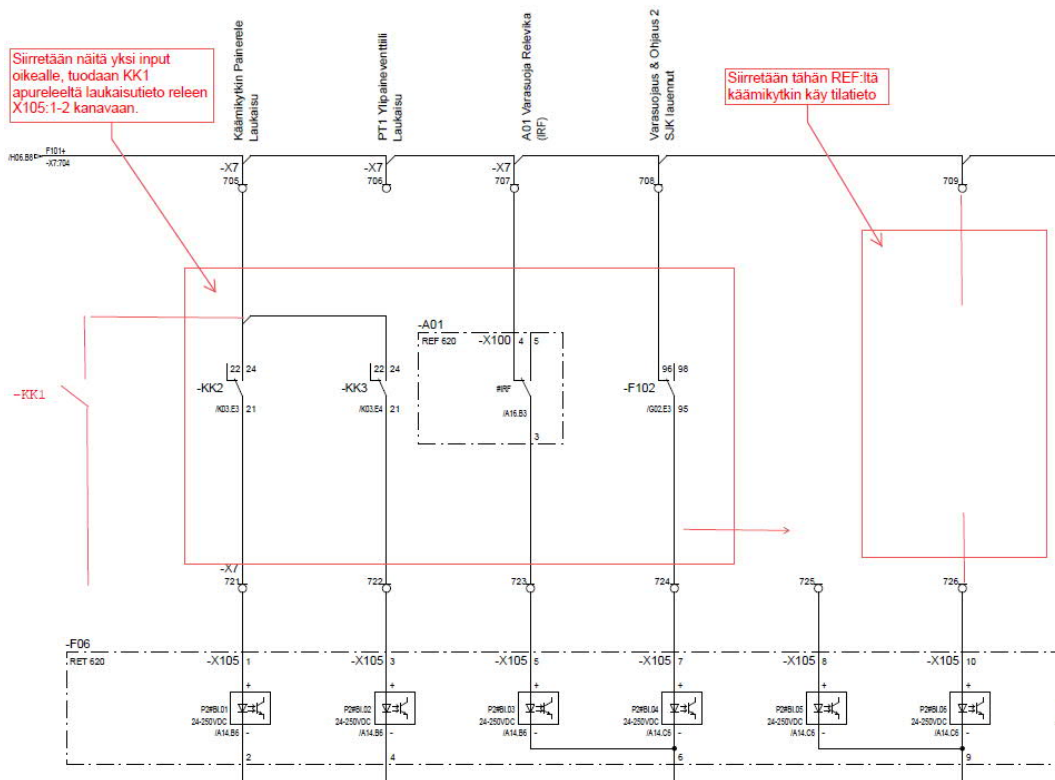 Siirretään näitä yksi input
oikealle, tuodaan KK1
apureleeltä laukaisutieto releen
X105:1-2 kanavaan.
Käämikytkin Painerele
Laukaisu
PT1 Ylipaineventtiili
Laukaisu
A01 Varasuoja Relevika
(IRF)
Varasuojaus & Ohjaus 2
SJK lauennut
Siirretään tähän REF:ltä
käämikytkin käy tilatieto
/H06.B8
F101+
-X7:704
-X7
705
-X7
706
-X7
707
708
709
-A01
REF 620
-X100
4
5
-KK1
-KK2
22
24
/K03.E3
21
-KK3
22
24
/K03.E4
21
#IRF
/A16.B3
3
-F102
96
98
/G02.E3
95
-X7
721
722
723
724
725
726
-F06
RET 620
-X105
1
-X105
3
-X105
5
-X105
7
-X105
8
-X105
10
+
+
+
+
+
+
P2#BI.01
24-250VDC
/A14.B6
-
2
P2#BI.02
24-250VDC
/A14.B6
-
4
P2#BI.03
24-250VDC
/A14.B6
-
P2#BI.04
24-250VDC
/A14.C6
-
6
P2#BI.05
24-250VDC
/A14.C6
-
P2#BI.06
24-250VDC
/A14.C6
-
9